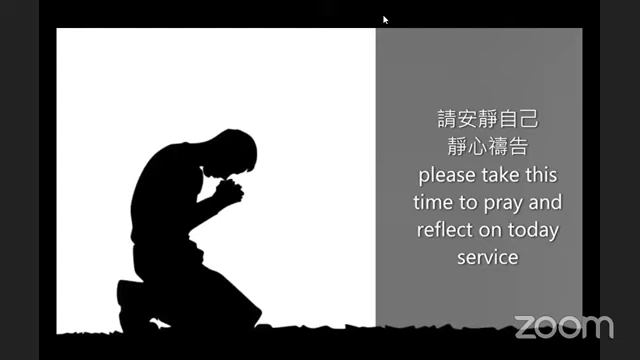 請安靜自己
靜心禱告
please take this
time to pray and
reflect on today
service
zoom